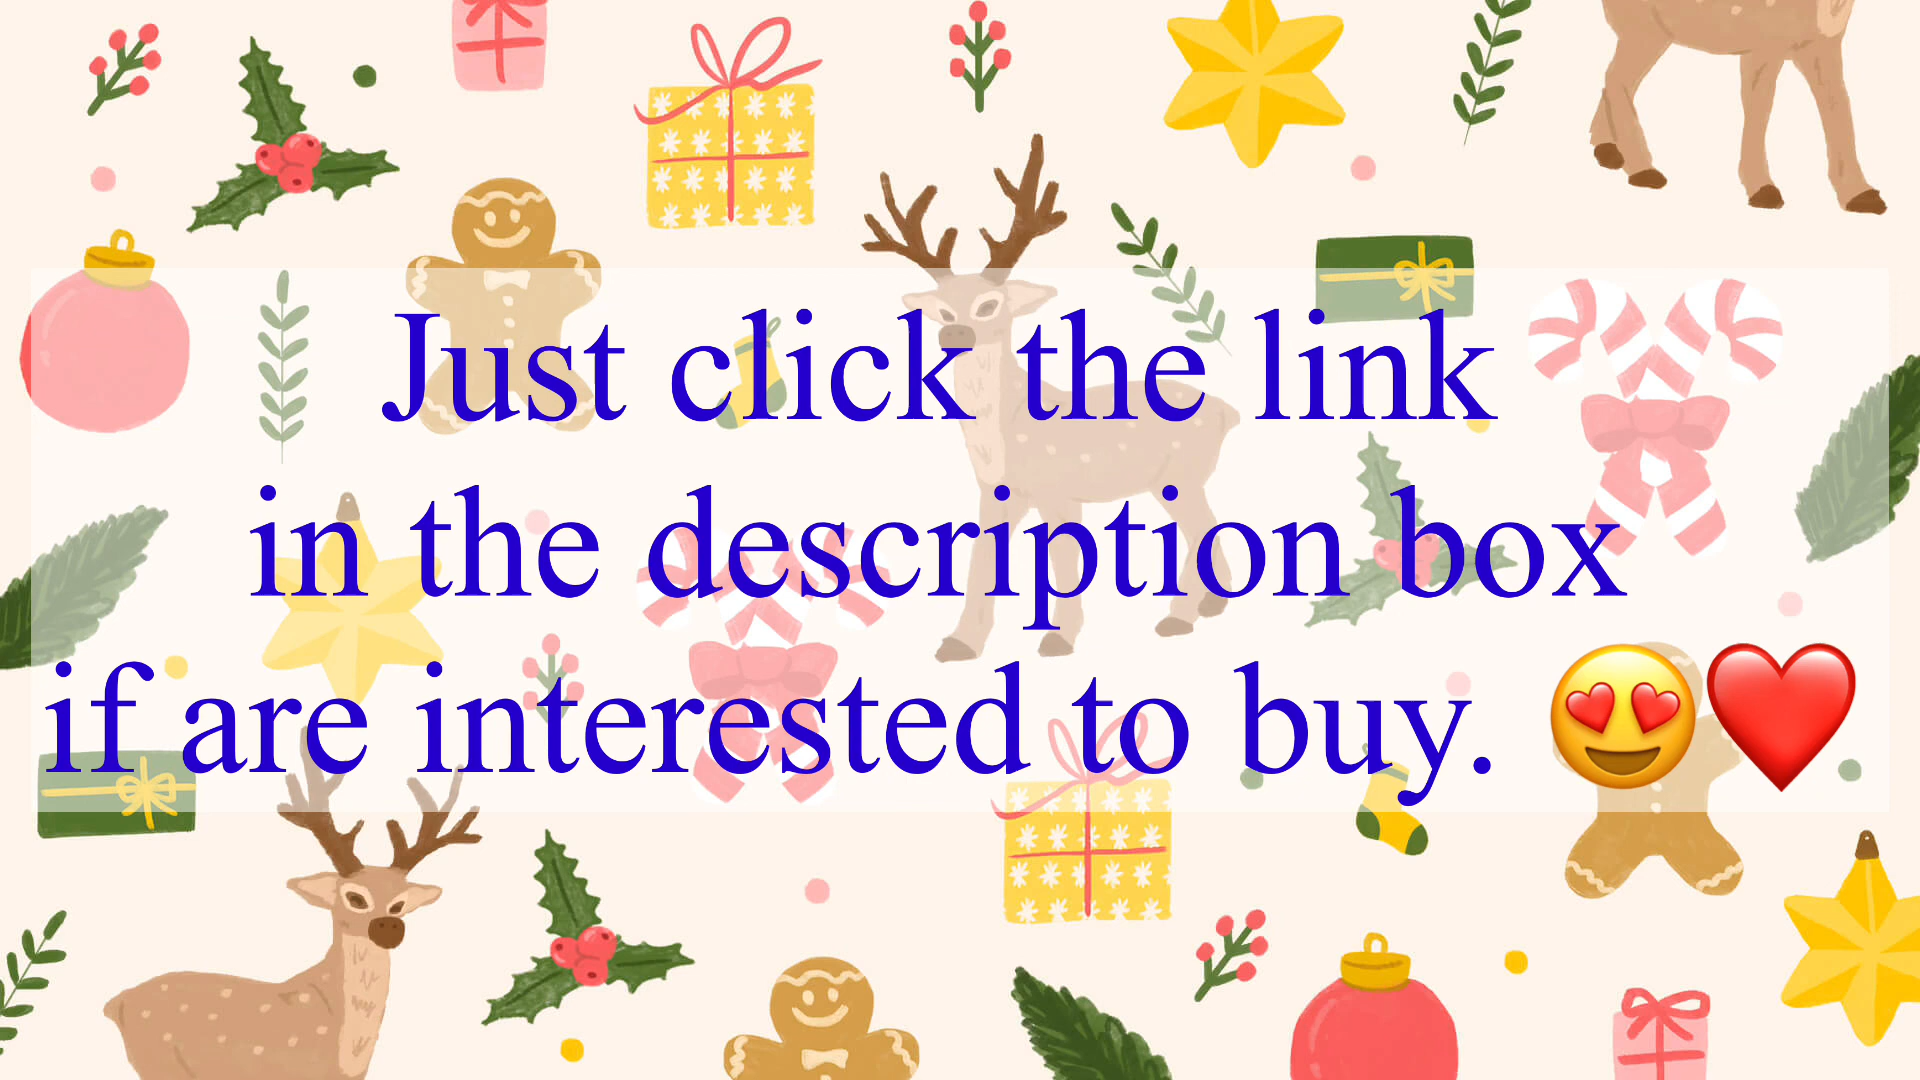 Just click the link
in the description box
if are interested to buy. 😍❤️